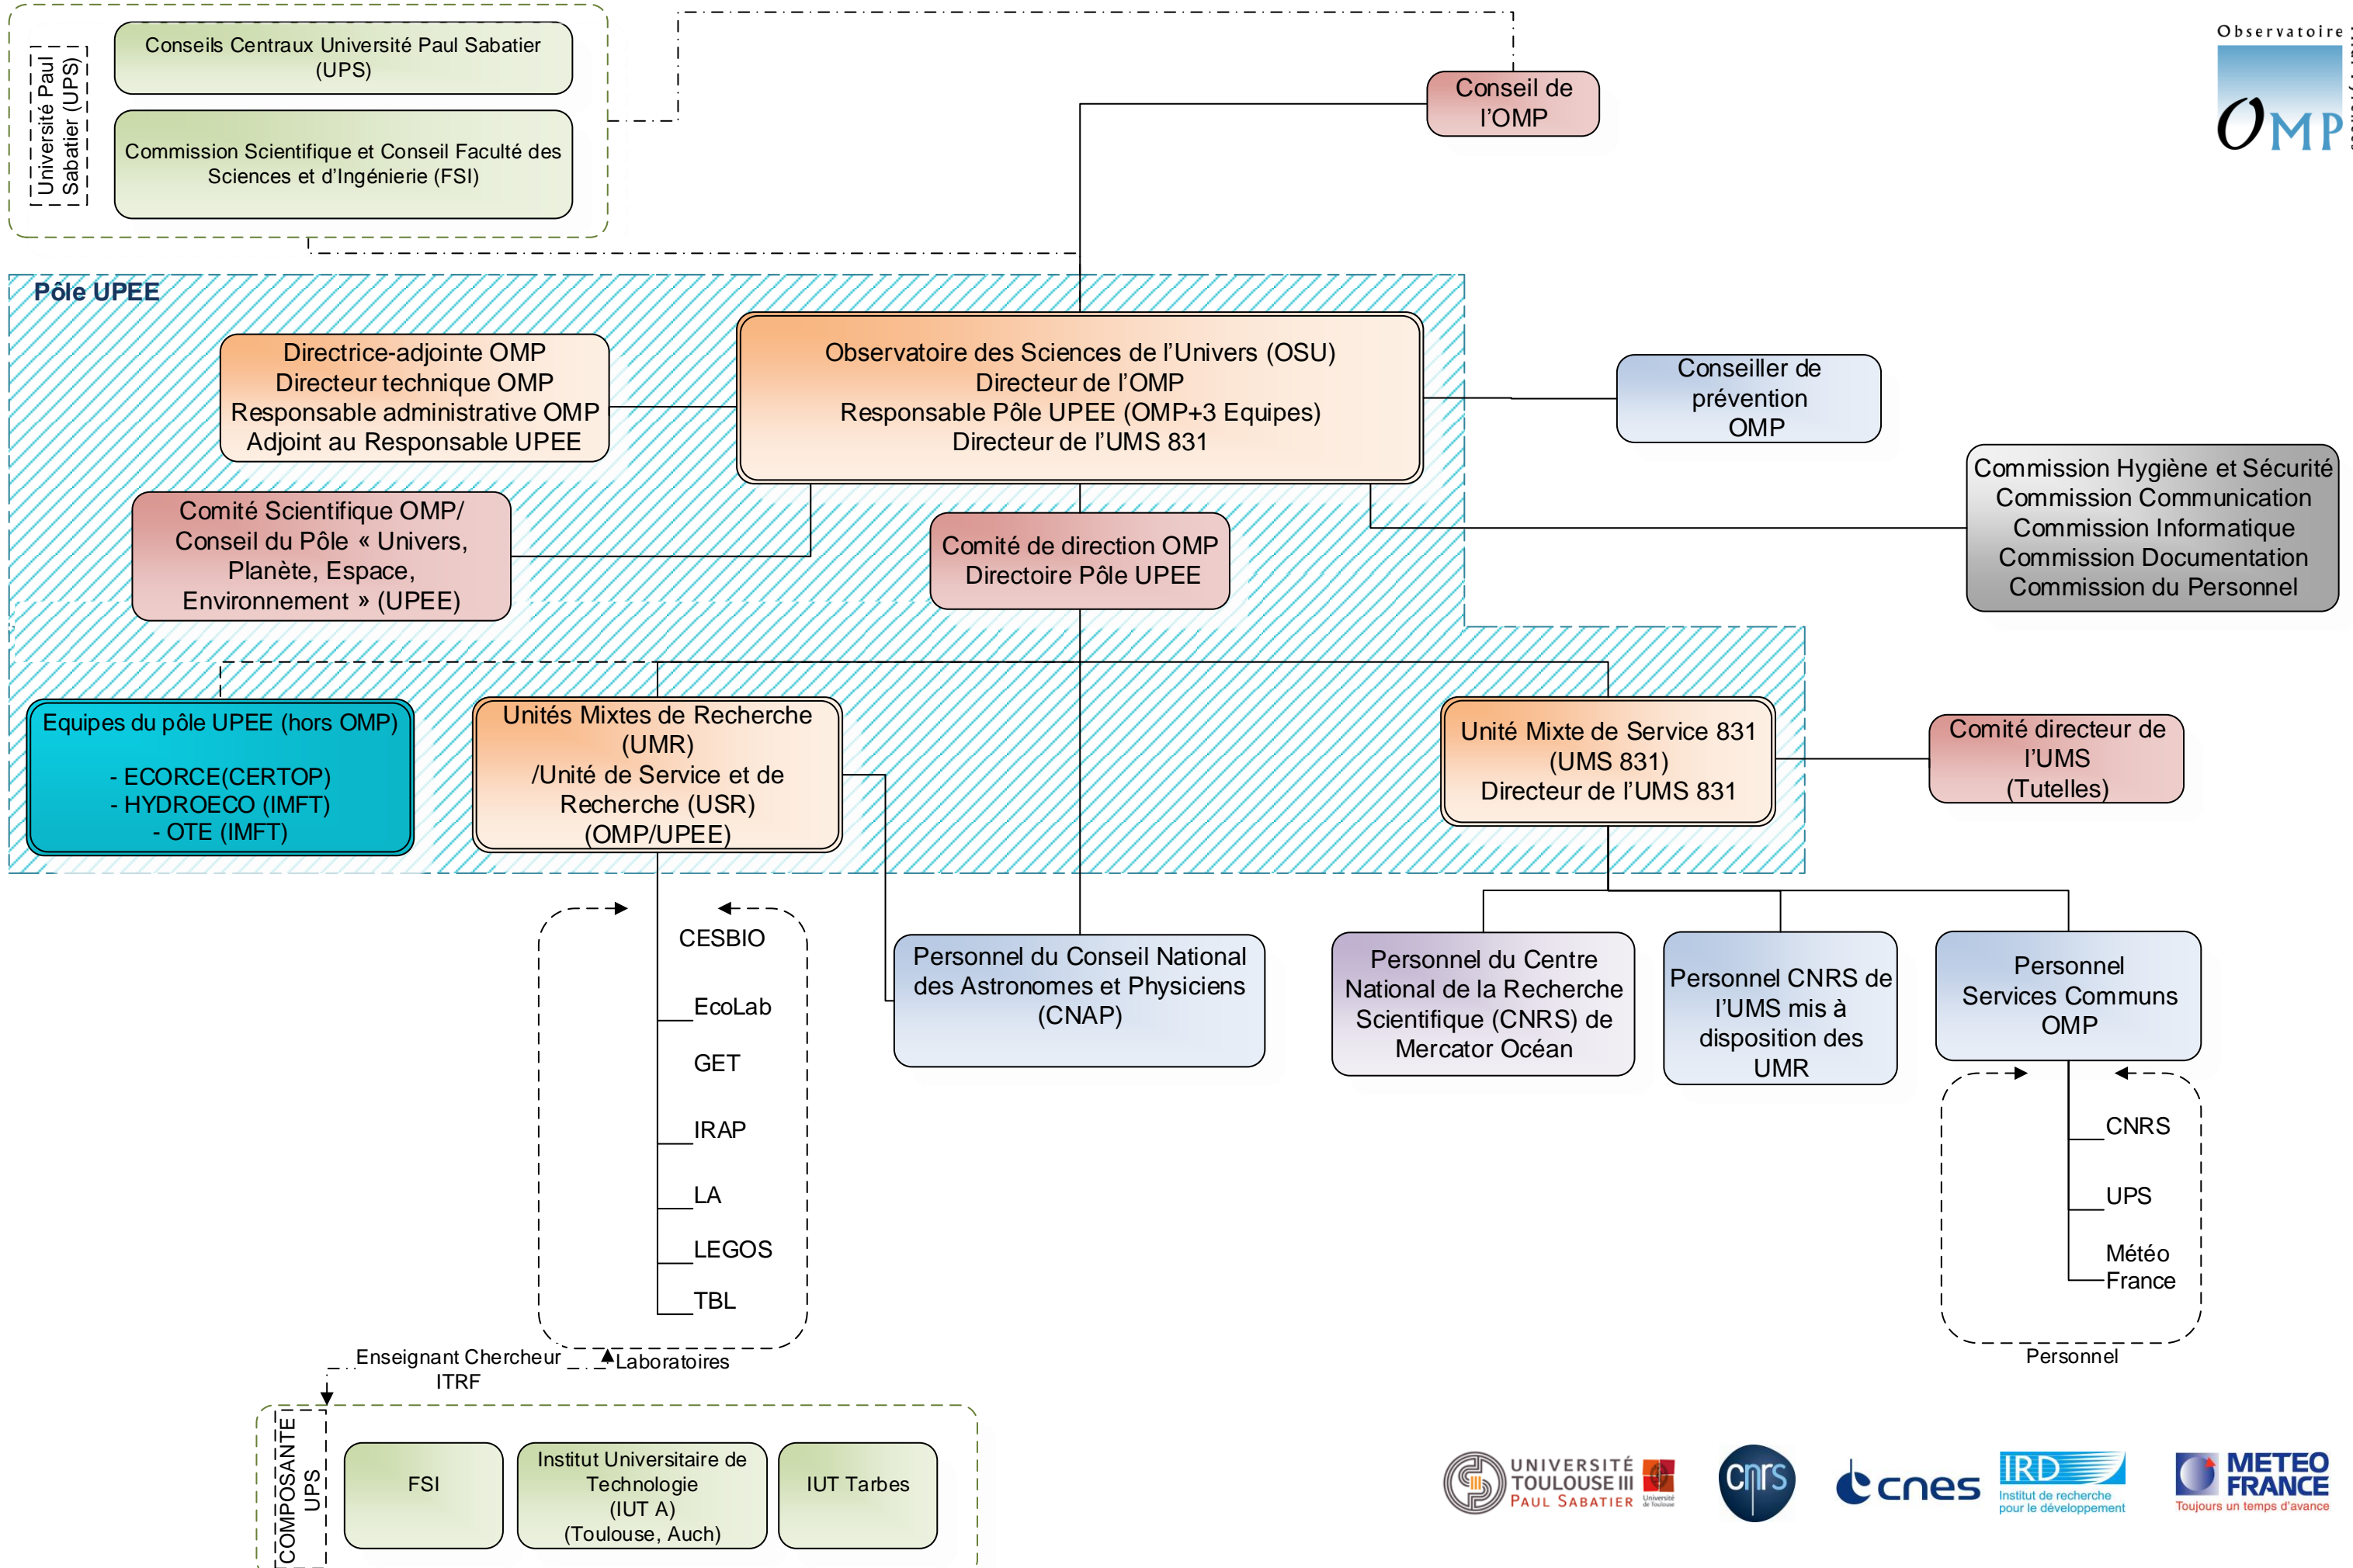 Université Paul
Sabatier (UPS)
Conseils Centraux Université Paul Sabatier
(UPS)
Commission Scientifique et Conseil Faculté des
Sciences et d'Ingénierie (FSI)
Conseil de
l'OMP
Observatoire
OMP
Pôle UPEE
Directrice-adjointe OMP
Directeur technique OMP
Responsable administrative OMP
Adjoint au Responsable UPEE
Observatoire des Sciences de l'Univers (OSU)
Directeur de l'OMP
Responsable Pôle UPEE (OMP+3 Equipes)
Directeur de l'UMS 831
Conseiller de
prévention
OMP
Commission Hygiène et Sécurité
Commission Communication
Commission Informatique
Commission Documentation
Commission du Personnel
Comité Scientifique OMP/
Conseil du Pôle « Univers,
Planète, Espace,
Environnement » (UPEE)
Comité de direction OMP
Directoire Pôle UPEE
Equipes du pôle UPEE (hors OMP)
- ECORCE(CERTOP)
- HYDROECO (IMFT)
- OTE (IMFT)
Unités Mixtes de Recherche
(UMR)
/Unité de Service et de
Recherche (USR)
(OMP/UPEE)
Unité Mixte de Service 831
(UMS 831)
Directeur de l'UMS 831
Comité directeur de
l'UMS
(Tutelles)
CESBIO
EcoLab
GET
IRAP
LA
LEGOS
TBL
Personnel du Conseil National
des Astronomes et Physiciens
(CNAP)
Personnel du Centre
National de la Recherche
Scientifique (CNRS) de
Mercator Océan
Personnel CNRS de
l'UMS mis à
disposition des
UMR
Personnel
Services Communs
OMP
CNRS
UPS
Météo
France
Personnel
Enseignant Chercheur
ITRF
Laboratoires
COMPOSANTE
UPS
FSI
Institut Universitaire de
Technologie
(IUT A)
(Toulouse, Auch)
IUT Tarbes
UNIVERSITÉ
TOULOUSE III
PAUL SABATIER
Université
de Toulouse
cnrs
cnes
IRD
Institut de recherche
pour le développement
METEO
FRANCE
Toujours un temps d'avance